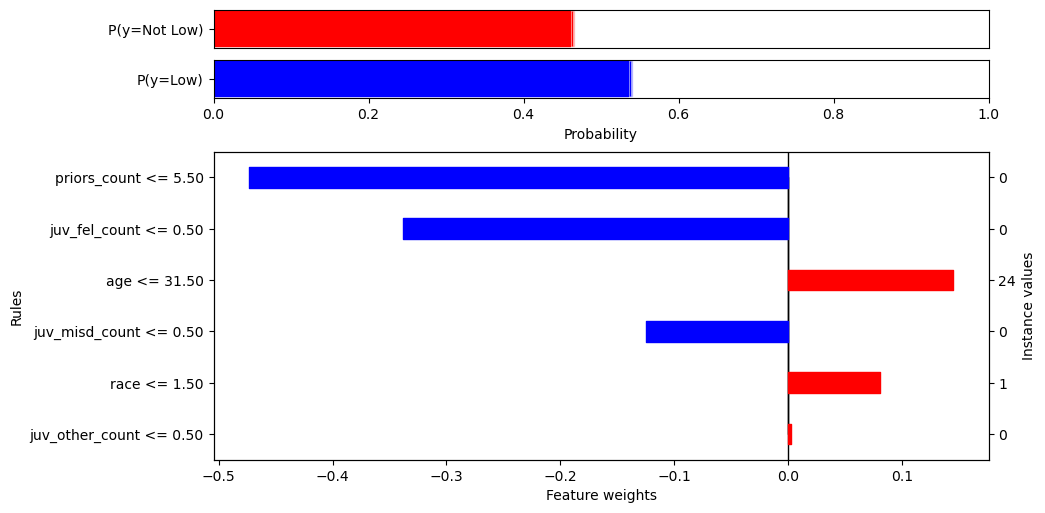 P(y=Not Low)
P(y=Low)
0.0 0.2 0.4 0.6 0.8 1.0
Probability
priors_count <= 5.50 0
juv_fel_count <= 0.50 0
age <= 31.50 24
juv_misd_count <= 0.50 0
race <= 1.50 1
juv_other_count <= 0.50 0
Rules
Instance values
−0.5 −0.4 −0.3 −0.2 −0.1 0.0 0.1
Feature weights